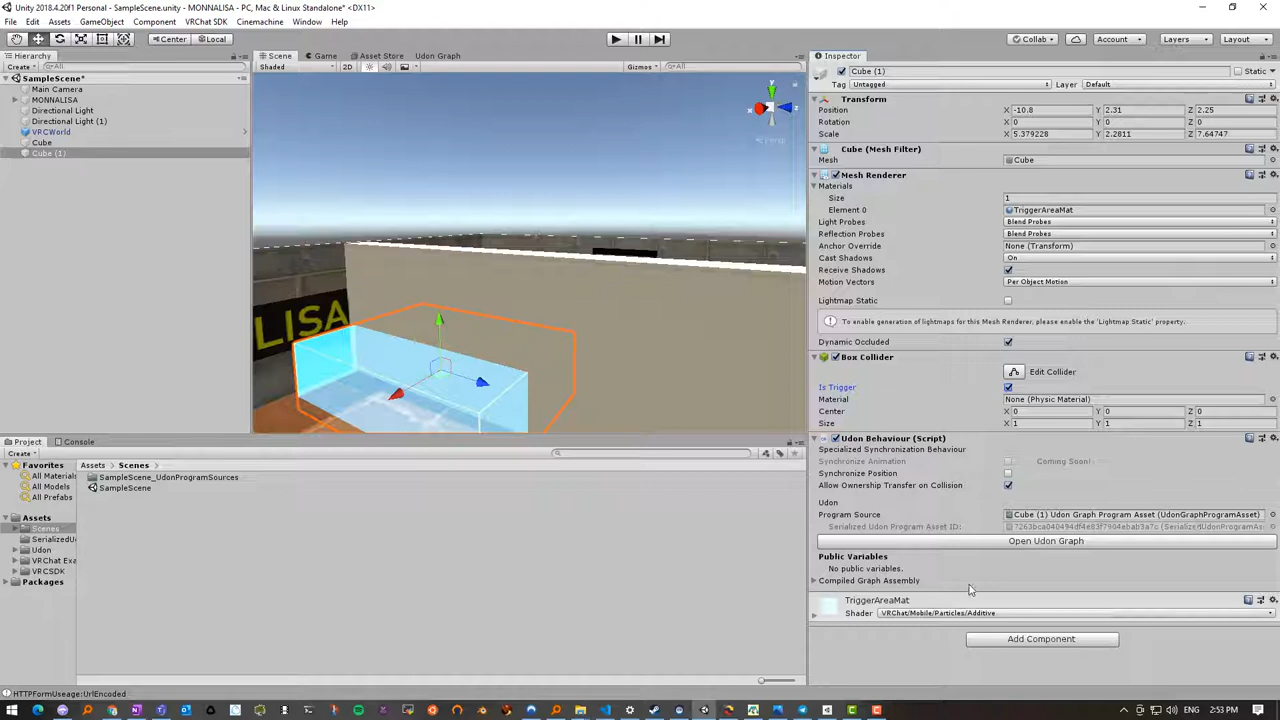 Unity 2018.4.20f1 Personal - SampleScene.unity - MONNALISA - PC, Mac & Linux Standalone* <DX11>
File Edit Assets GameObject Component VRChat SDK Cinemachine Window Help
Center Local Collab Account Layers Layout
Hierarchy
Create All
SampleScene*
Main Camera
MONNALISA
Directional Light
Directional Light (1)
VRCWorld
Cube
Cube (1)
Scene Game Asset Store Udon Graph
Shaded 2D Gizmos All
y
x
z
Persp
LISA
Inspector
Cube (1) Static
Tag Untagged Layer Default
Transform
Position X -10.8 Y 2.31 Z 2.25
Rotation X 0 Y 0 Z 0
Scale X 5.379228 Y 2.2811 Z 7.64747
Cube (Mesh Filter)
Mesh Cube
Mesh Renderer
Materials
Size 1
Element 0 TriggerAreaMat
Light Probes Blend Probes
Reflection Probes Blend Probes
Anchor Override None (Transform)
Cast Shadows On
Receive Shadows
Motion Vectors Per Object Motion
Lightmap Static
To enable generation of lightmaps for this Mesh Renderer, please enable the 'Lightmap Static' property.
Dynamic Occluded
Box Collider
Edit Collider
Is Trigger
Material None (Physic Material)
Center X 0 Y 0 Z 0
Size X 1 Y 1 Z 1
Udon Behaviour (Script)
Specialized Synchronization Behaviour
Synchronize Animation Coming Soon!
Synchronize Position
Allow Ownership Transfer on Collision
Udon
Program Source Cube (1) Udon Graph Program Asset (UdonGraphProgramAsset)
Serialized Udon Program Asset ID:
Open Udon Graph
Public Variables
No public variables.
Compiled Graph Assembly
TriggerAreaMat
Shader VRChat/Mobile/Particles/Additive
Add Component
Project Console
Create
Favorites
All Materials
All Models
All Prefabs
Assets
Scenes
SerializedU
Udon
VRChat Exa
VRCSDK
Packages
Assets Scenes
SampleScene_UdonProgramSources
SampleScene
HTTPFormUseage:UrlEncoded
ENG 2:53 PM